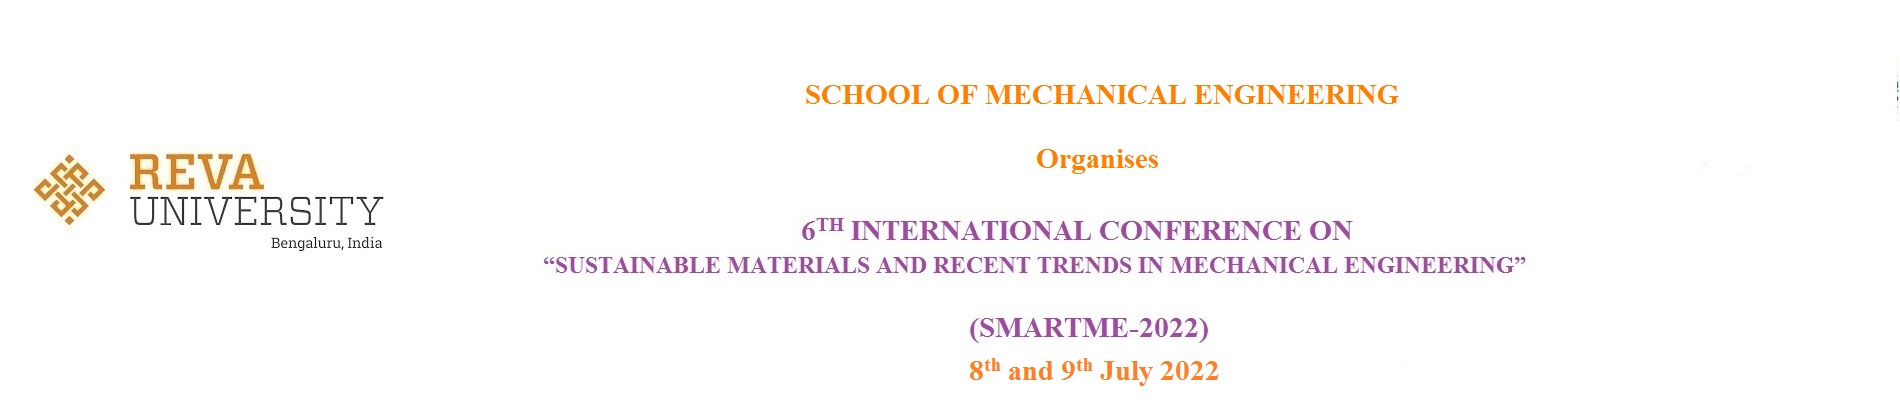 SCHOOL OF MECHANICAL ENGINEERING
Organises
REVA
UNIVERSITY
Bengaluru, India
6TH INTERNATIONAL CONFERENCE ON
“SUSTAINABLE MATERIALS AND RECENT TRENDS IN MECHANICAL ENGINEERING”
(SMARTME-2022)
8th and 9th July 2022